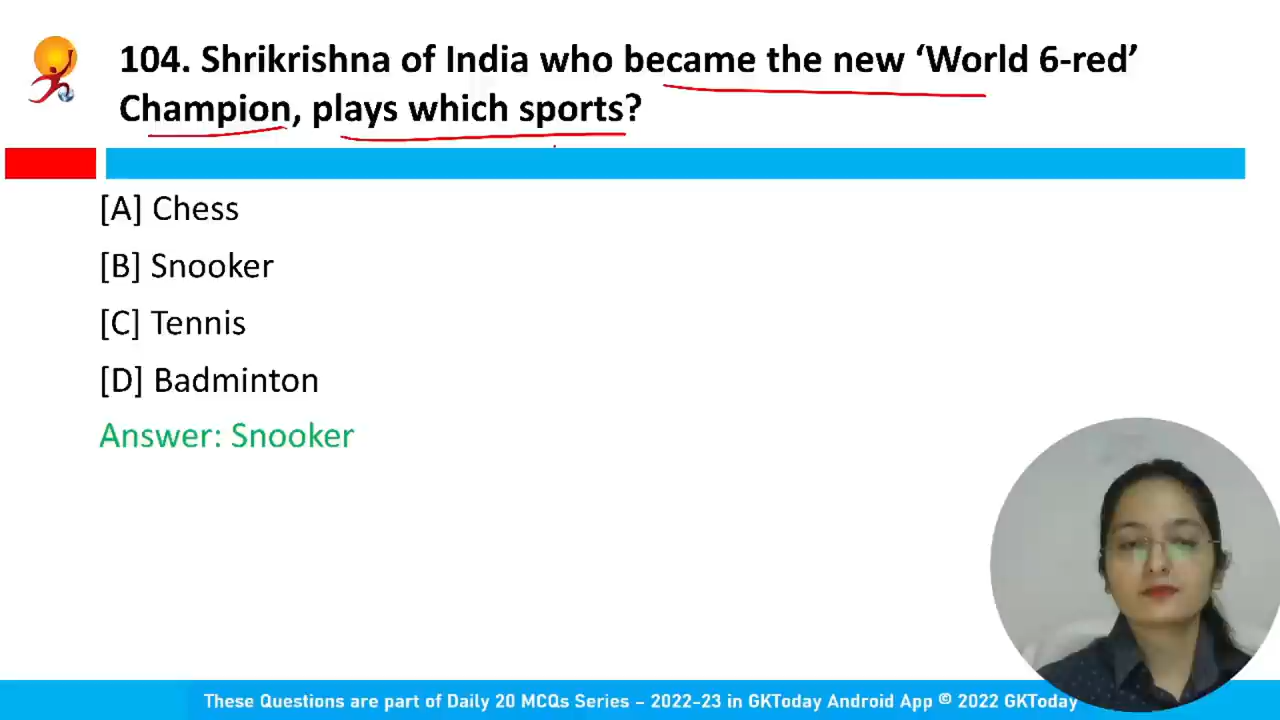 104. Shrikrishna of India who became the new ‘World 6-red’
Champion, plays which sports?
[A] Chess
[B] Snooker
[C] Tennis
[D] Badminton
Answer: Snooker
These Questions are part of Daily 20 MCQs Series – 2022-23 in GKToday Android App © 2022 GKToday